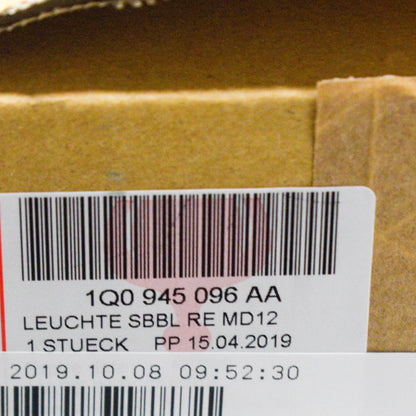 1Q0 945 096 AA
LEUCHTE SBBL RE MD12
1 STUECK PP 15.04.2019
2019.10.08 09:52:30